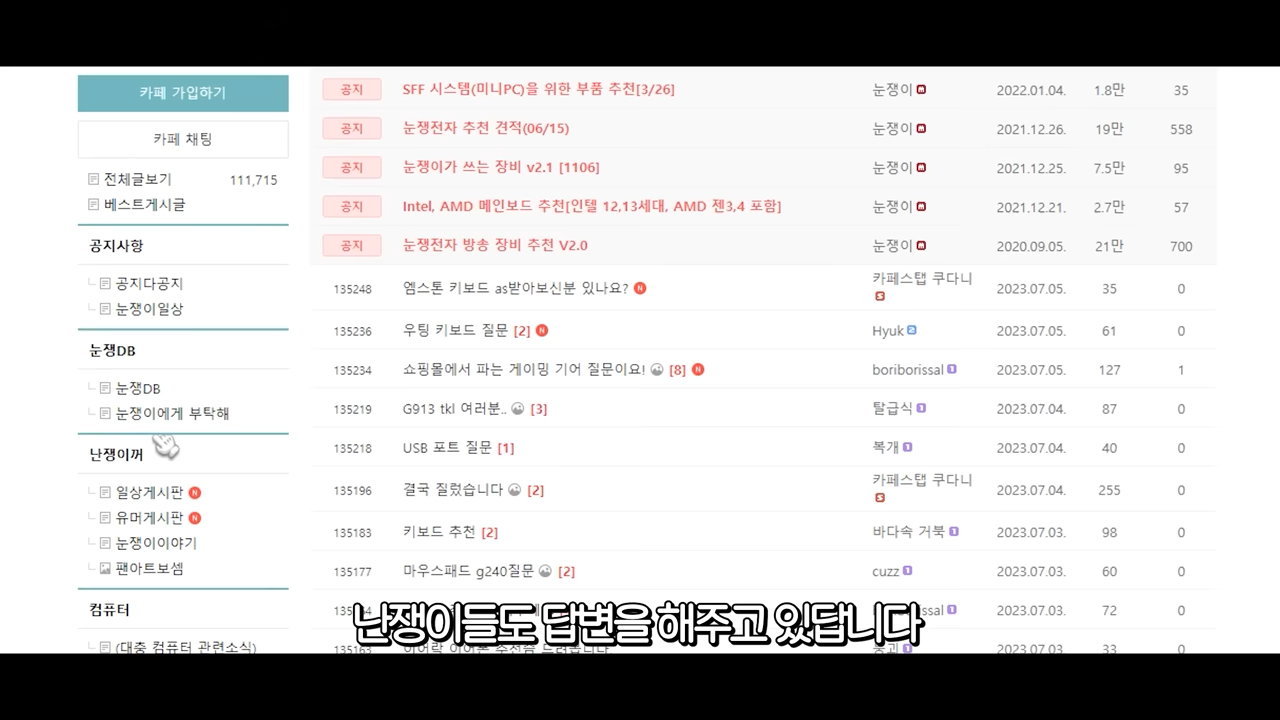 카페 가입하기
카페 채팅
전체글보기 111,715
베스트게시글
공지사항
공지다공지
눈쟁이일상
눈쟁DB
눈쟁DB
눈쟁이에게 부탁해
난쟁이꺼
일상게시판 N
유머게시판 N
눈쟁이이야기
팬아트보셈
컴퓨터
(대충 컴퓨터 관련소식)
공지 SFF 시스템(미니PC)을 위한 부품 추천[3/26] 눈쟁이 2022.01.04. 1.8만 35
공지 눈쟁전자 추천 견적(06/15) 눈쟁이 2021.12.26. 19만 558
공지 눈쟁이가 쓰는 장비 v2.1 [1106] 눈쟁이 2021.12.25. 7.5만 95
공지 Intel, AMD 메인보드 추천[인텔 12,13세대, AMD 젠3,4 포함] 눈쟁이 2021.12.21. 2.7만 57
공지 눈쟁전자 방송 장비 추천 V2.0 눈쟁이 2020.09.05. 21만 700
135248 엠스톤 키보드 as받아보신분 있나요? N 카페스탭 쿠다니 S 2023.07.05. 35 0
135236 우팅 키보드 질문 [2] N Hyuk 2 2023.07.05. 61 0
135234 쇼핑몰에서 파는 게이밍 기어 질문이요! [8] N boriborissal 1 2023.07.05. 127 1
135219 G913 tkl 여러분.. [3] 탈급식 1 2023.07.04. 87 0
135218 USB 포트 질문 [1] 복개 1 2023.07.04. 40 0
135196 결국 질렀습니다 [2] 카페스탭 쿠다니 S 2023.07.04. 255 0
135183 키보드 추천 [2] 바다속 거북 1 2023.07.03. 98 0
135177 마우스패드 g240질문 [2] cuzz 1 2023.07.03. 60 0
2023.07.03. 72 0
135163 2023.07.03 33 0
난쟁이들도 답변을 해주고 있답니다